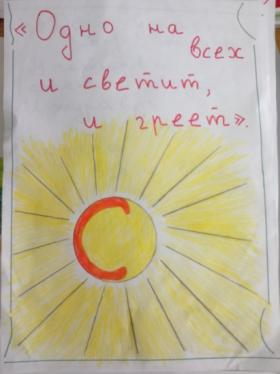 «Одно на
всех
и светит,
и греет».
С